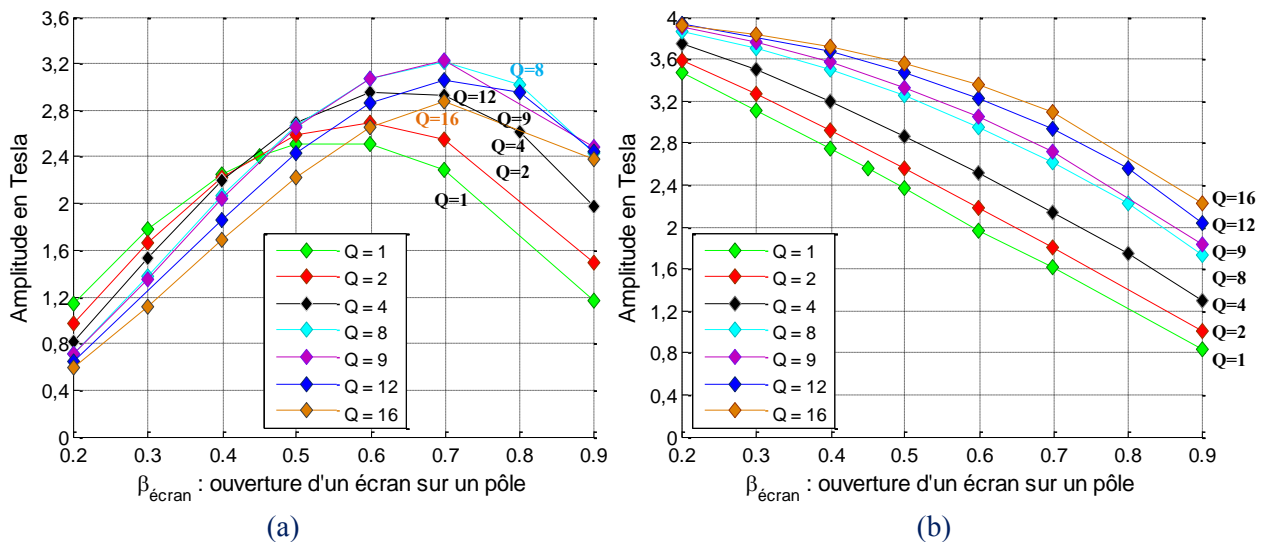 3,6
3,2
2,8
2,4
2
1,6
1,2
0,8
0,4
0
0.2 0.3 0.4 0.5 0.6 0.7 0.8 0.9
Amplitude en Tesla
βécran : ouverture d'un écran sur un pôle
Q=8
Q=12
Q=16
Q=9
Q=4
Q=2
Q=1
Q = 1
Q = 2
Q = 4
Q = 8
Q = 9
Q = 12
Q = 16
(a)
4
3,6
3,2
2,8
2,4
2
1,6
1,2
0,8
0,4
0
0.2 0.3 0.4 0.5 0.6 0.7 0.8 0.9
Amplitude en Tesla
βécran : ouverture d'un écran sur un pôle
Q=16
Q=12
Q=9
Q=8
Q=4
Q=2
Q=1
Q = 1
Q = 2
Q = 4
Q = 8
Q = 9
Q = 12
Q = 16
(b)